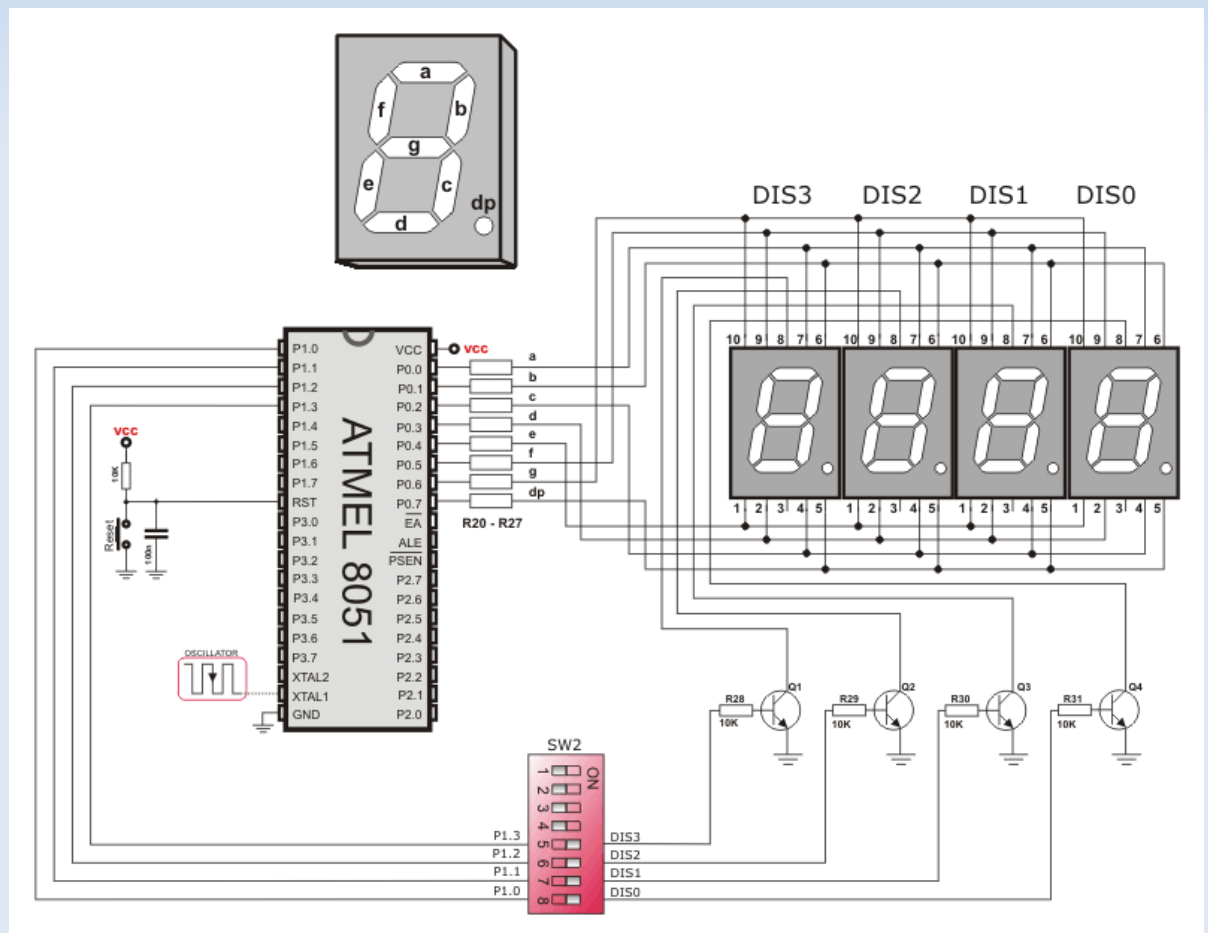 a
f
b
g
e
c
d
dp
DIS3 DIS2 DIS1 DIS0
10 9 8 7 6 10 9 8 7 6 10 9 8 7 6 10 9 8 7 6
1 2 3 4 5 1 2 3 4 5 1 2 3 4 5 1 2 3 4 5
ATMEL 8051
P1.0
P1.1
P1.2
P1.3
P1.4
P1.5
P1.6
P1.7
RST
P3.0
P3.1
P3.2
P3.3
P3.4
P3.5
P3.6
P3.7
XTAL2
XTAL1
GND
VCC
P0.0
P0.1
P0.2
P0.3
P0.4
P0.5
P0.6
P0.7
EA
ALE
PSEN
P2.7
P2.6
P2.5
P2.4
P2.3
P2.2
P2.1
P2.0
vcc
a
b
c
d
e
f
g
dp
R20 - R27
vcc
10K
Reset
100n
OSCILLATOR
R28
10K
Q1
R29
10K
Q2
R30
10K
Q3
R31
10K
Q4
SW2
ON
1
2
3
4
5
6
7
8
P1.3 DIS3
P1.2 DIS2
P1.1 DIS1
P1.0 DIS0